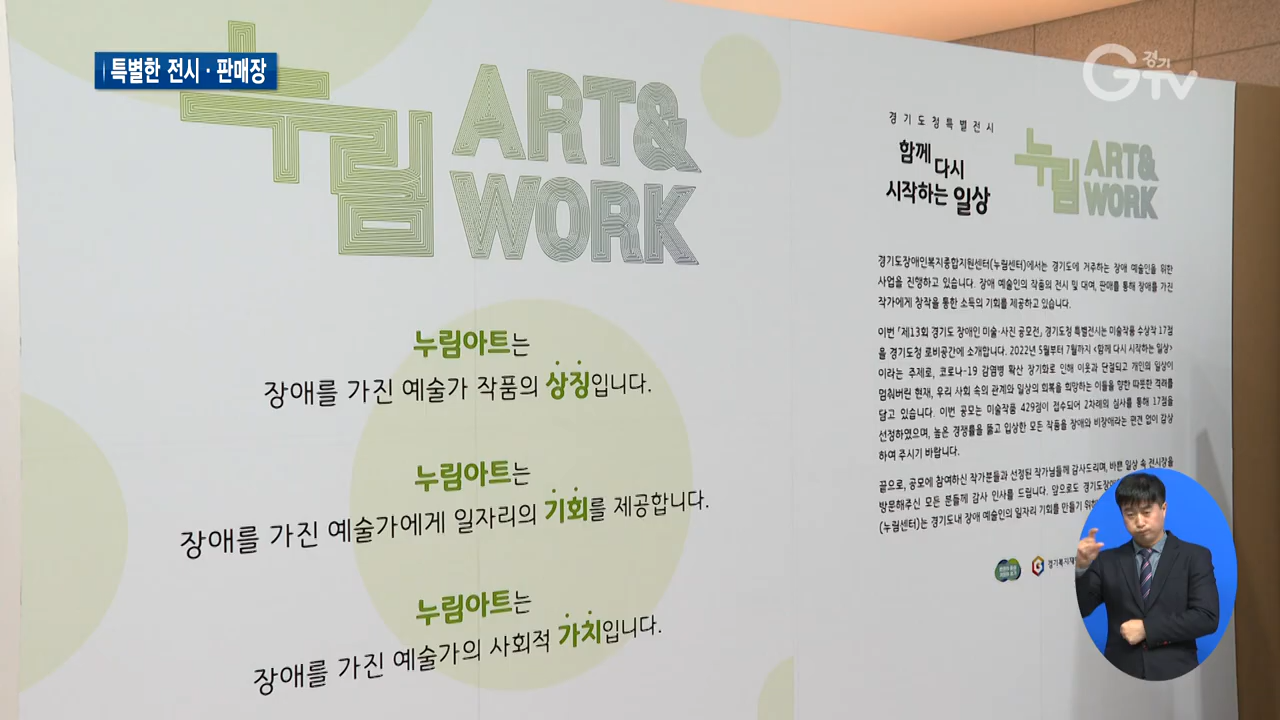 특별한 전시·판매장
경기
GTV
누림
ART&
WORK
누림아트는
장애를 가진 예술가 작품의 상징입니다.
누림아트는
장애를 가진 예술가에게 일자리의 기회를 제공합니다.
누림아트는
장애를 가진 예술가의 사회적 가치입니다.
경기도청특별전시
함께 다시
시작하는 일상
누림
ART&
WORK
경기도장애인복지종합지원센터(누림센터)에서는 경기도에 거주하는 장애 예술인을 위한
사업을 진행하고 있습니다. 장애 예술인의 작품의 전시 및 대여, 판매를 통해 장애를 가진
작가에게 창작을 통한 소득의 기회를 제공하고 있습니다.
이번 「제13회 경기도 장애인 미술·사진 공모전」 경기도청 특별전시는 미술작품 수상작 17점
을 경기도청 로비공간에 소개합니다. 2022년 5월부터 7월까지 <함께 다시 시작하는 일상>
이라는 주제로, 코로나-19 감염병 확산 장기화로 인해 이웃과 단절되고 개인의 일상이
멈춰버린 현재, 우리 사회 속의 관계와 일상의 회복을 희망하는 이들을 향한 따뜻한 격려를
담고 있습니다. 이번 공모는 미술작품 429점이 접수되어 2차례의 심사를 통해 17점을
선정하였으며, 높은 경쟁률을 뚫고 입상한 모든 작품을 장애와 비장애라는 편견 없이 감상
하여 주시기 바랍니다.
끝으로, 공모에 참여하신 작가분들과 선정된 작가님들께 감사드리며, 바쁜 일상 속 전시장을
방문해주신 모든 분들께 감사 인사를 드립니다. 앞으로도
(누림센터)는 경기도내 장애 예술인의 일자리 기회를 만들기
경기복지재